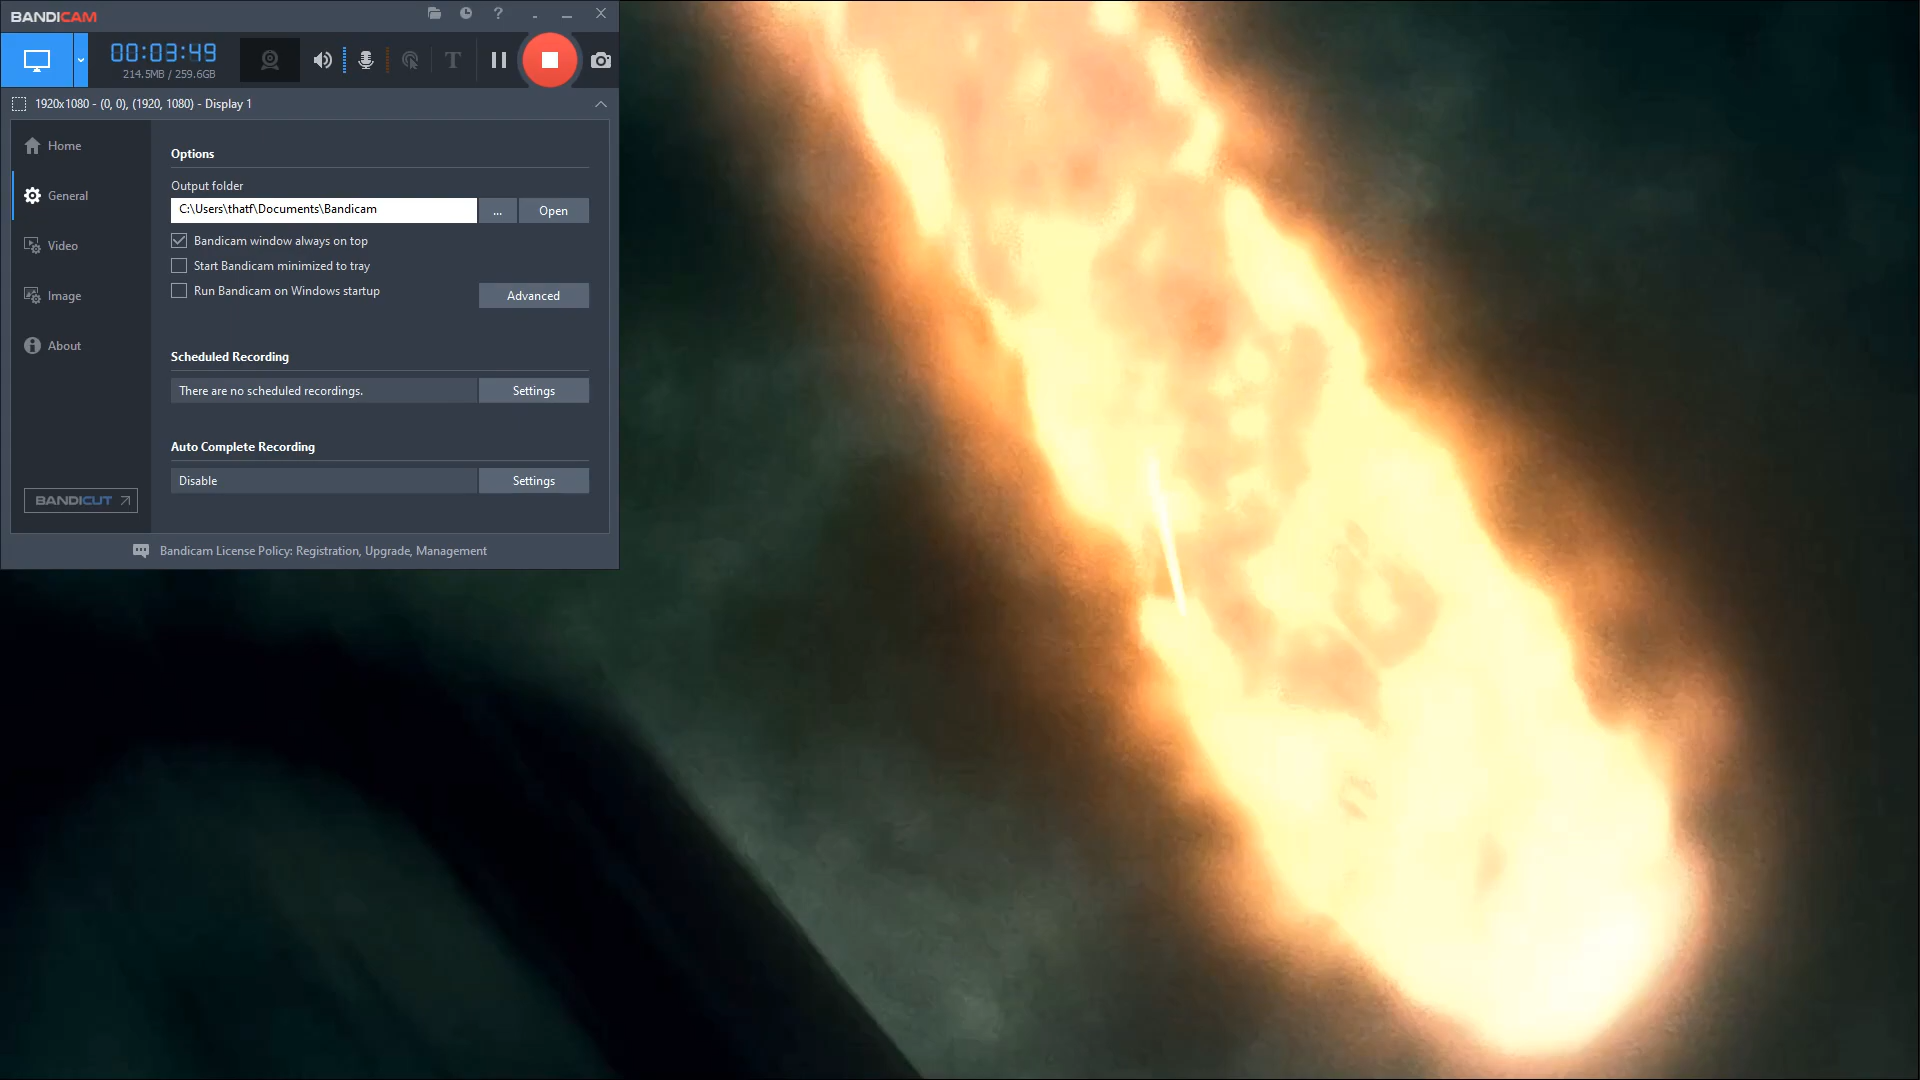 BANDICAM
00:03:49
214.5MB / 259.6GB
1920x1080 - (0, 0), (1920, 1080) - Display 1
Home
General
Video
Image
About
BANDICUT
Options
Output folder
C:\Users\thatf\Documents\Bandicam
...
Open
Bandicam window always on top
Start Bandicam minimized to tray
Run Bandicam on Windows startup
Advanced
Scheduled Recording
There are no scheduled recordings.
Settings
Auto Complete Recording
Disable
Settings
Bandicam License Policy: Registration, Upgrade, Management